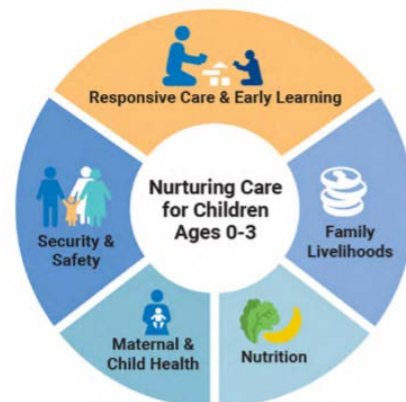 Responsive Care & Early Learning
Nurturing Care
for Children
Ages 0-3
Security &
Safety
Family
Livelihoods
Maternal &
Child Health
Nutrition